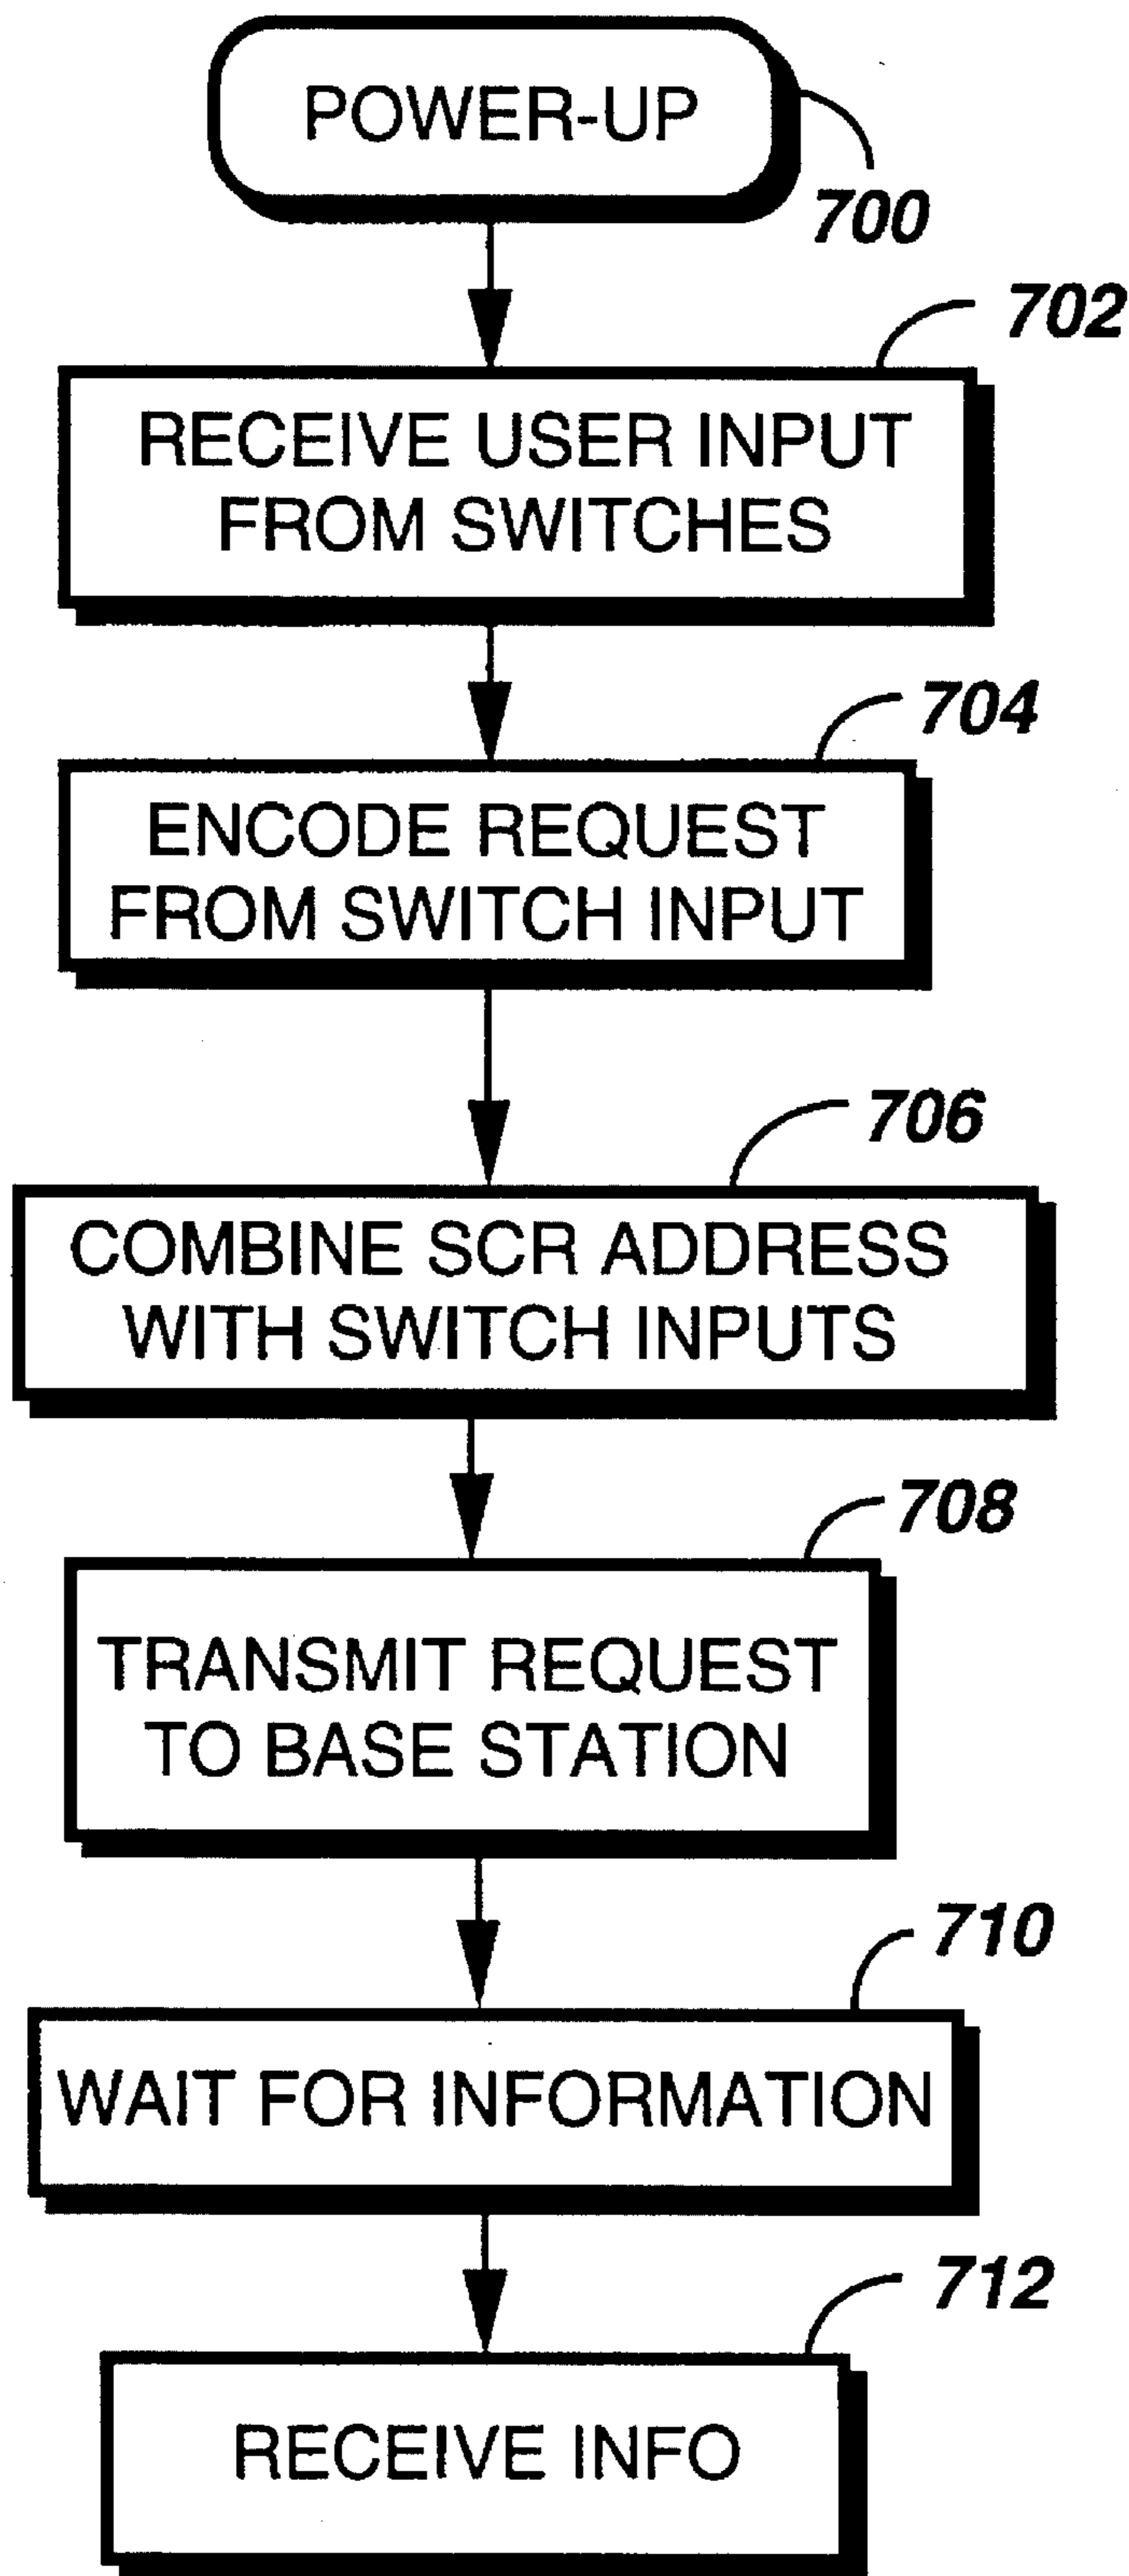 POWER-UP
700
702
RECEIVE USER INPUT
FROM SWITCHES
704
ENCODE REQUEST
FROM SWITCH INPUT
706
COMBINE SCR ADDRESS
WITH SWITCH INPUTS
708
TRANSMIT REQUEST
TO BASE STATION
710
WAIT FOR INFORMATION
712
RECEIVE INFO